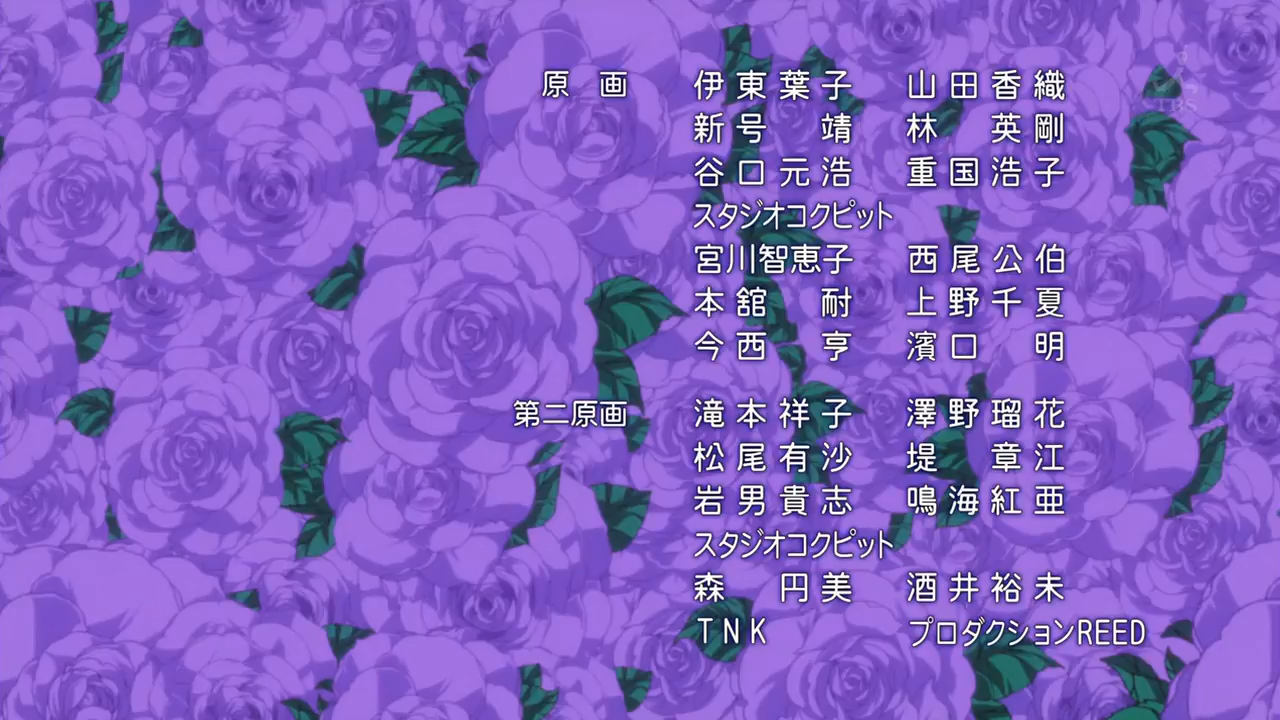 TBS
原画 伊東葉子 山田香織
新号靖 林英剛
谷口元浩 重国浩子
スタジオコクピット
宮川智恵子 西尾公伯
本舘耐 上野千夏
今西亨 濱口明
第二原画 滝本祥子 澤野瑠花
松尾有沙 堤章江
岩男貴志 鳴海紅亜
スタジオコクピット
森円美 酒井裕未
TNK プロダクションREED